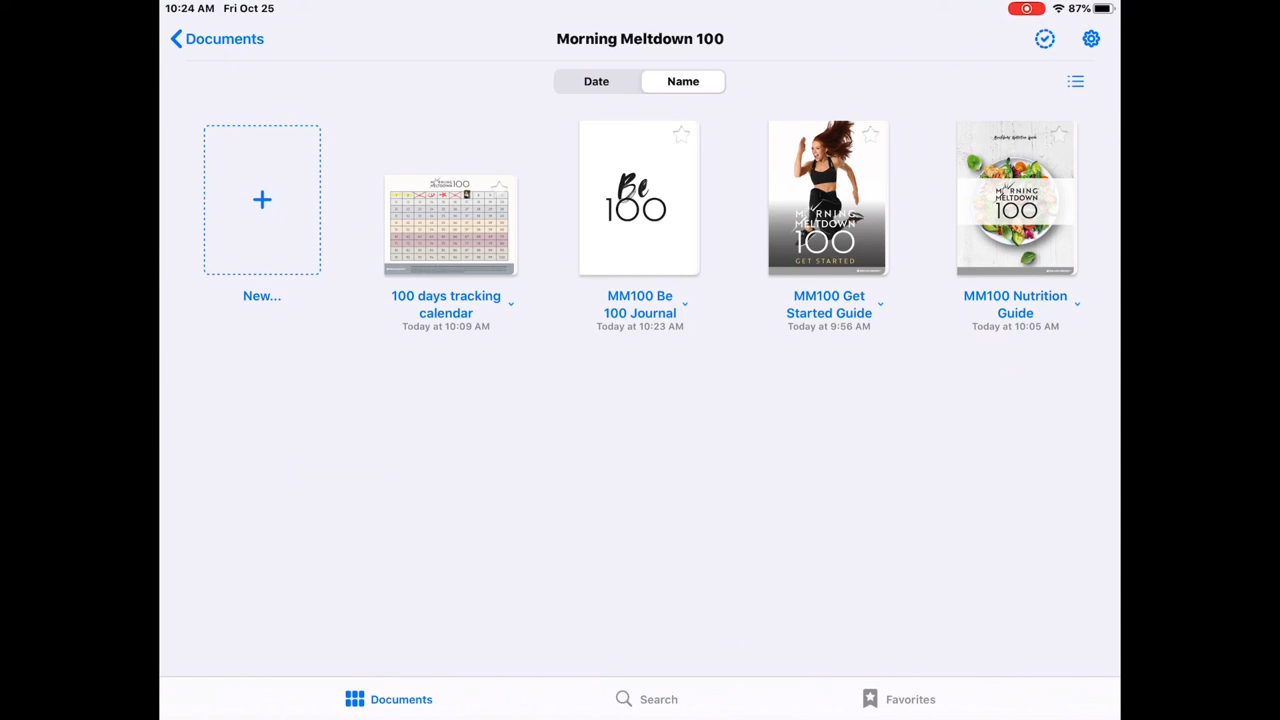 10:24 AM Fri Oct 25
87%
Documents
Morning Meltdown 100
Date
Name
MORNING
MELTDOWN 100
Be
100
MORNING
MELTDOWN
100
GET STARTED
MORNING
MELTDOWN
100
New...
100 days tracking
calendar
Today at 10:09 AM
MM100 Be
100 Journal
Today at 10:23 AM
MM100 Get
Started Guide
Today at 9:56 AM
MM100 Nutrition
Guide
Today at 10:05 AM
Documents
Search
Favorites